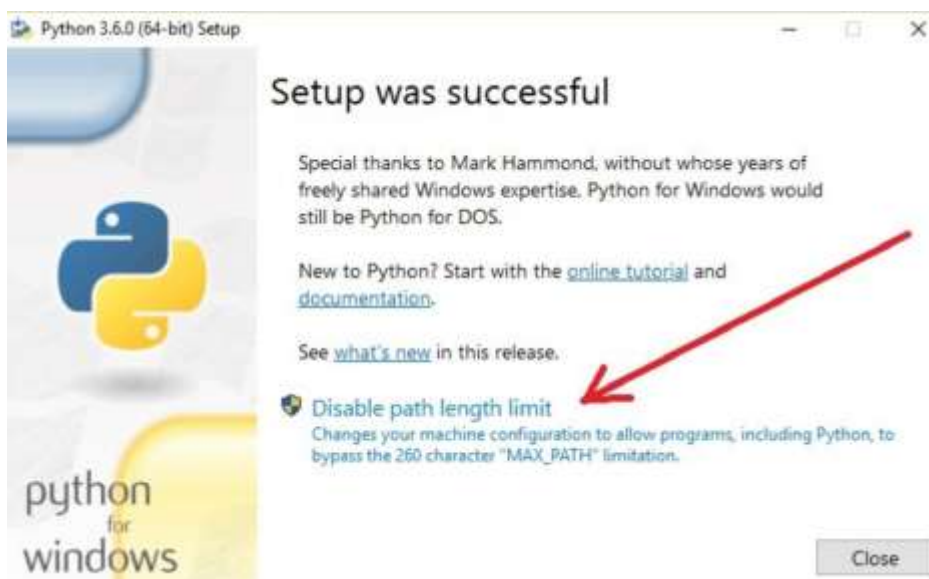 Python 3.6.0 (64-bit) Setup
Setup was successful
Special thanks to Mark Hammond, without whose years of
freely shared Windows expertise, Python for Windows would
still be Python for DOS.
New to Python? Start with the online tutorial and
documentation.
See what's new in this release.
Disable path length limit
Changes your machine configuration to allow programs, including Python, to
bypass the 260 character "MAX_PATH" limitation.
python
for
windows
Close